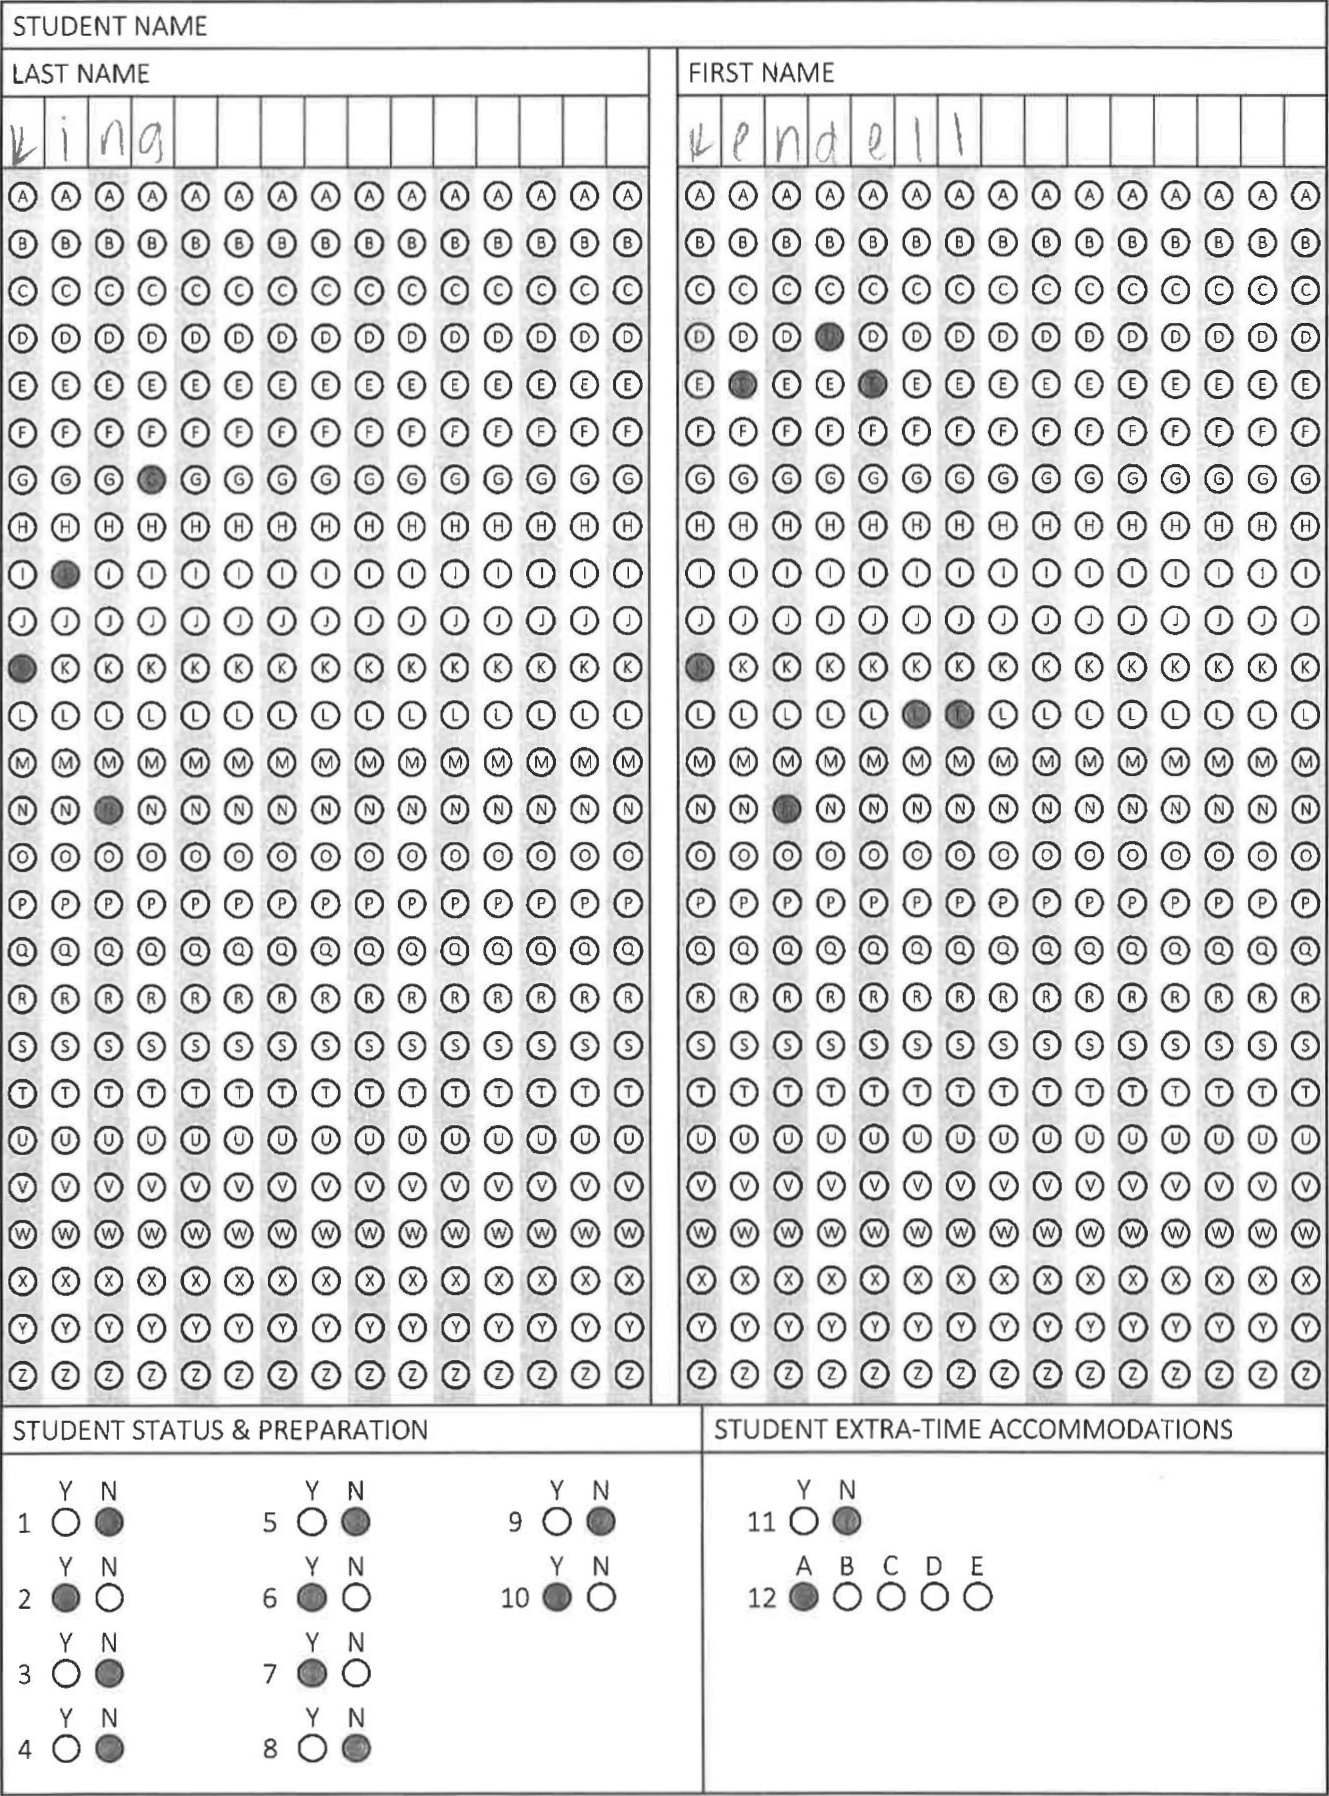 STUDENT NAME
LAST NAME FIRST NAME
king kendell
A A A A A A A A A A A A A A A A A A A A A A A A A A A A A A
B B B B B B B B B B B B B B B B B B B B B B B B B B B B B B
C C C C C C C C C C C C C C C C C C C C C C C C C C C C C C
D D D D D D D D D D D D D D D D D D D D D D D D D D D D D D
E E E E E E E E E E E E E E E E E E E E E E E E E E E E E E
F F F F F F F F F F F F F F F F F F F F F F F F F F F F F F
G G G G G G G G G G G G G G G G G G G G G G G G G G G G G G
H H H H H H H H H H H H H H H H H H H H H H H H H H H H H H
I I I I I I I I I I I I I I I I I I I I I I I I I I I I I
J J J J J J J J J J J J J J J J J J J J J J J J J J J J J J
K K K K K K K K K K K K K K K K K K K K K K K K K K K K
L L L L L L L L L L L L L L L L L L L L L L L L L L L L L L
M M M M M M M M M M M M M M M M M M M M M M M M M M M M M M
N N N N N N N N N N N N N N N N N N N N N N N N N N N N
O O O O O O O O O O O O O O O O O O O O O O O O O O O O O O
P P P P P P P P P P P P P P P P P P P P P P P P P P P P P P
Q Q Q Q Q Q Q Q Q Q Q Q Q Q Q Q Q Q Q Q Q Q Q Q Q Q Q Q Q Q
R R R R R R R R R R R R R R R R R R R R R R R R R R R R R R
S S S S S S S S S S S S S S S S S S S S S S S S S S S S S S
T T T T T T T T T T T T T T T T T T T T T T T T T T T T T T
U U U U U U U U U U U U U U U U U U U U U U U U U U U U U U
V V V V V V V V V V V V V V V V V V V V V V V V V V V V V V
W W W W W W W W W W W W W W W W W W W W W W W W W W W W W W
X X X X X X X X X X X X X X X X X X X X X X X X X X X X X X
Y Y Y Y Y Y Y Y Y Y Y Y Y Y Y Y Y Y Y Y Y Y Y Y Y Y Y Y Y Y
Z Z Z Z Z Z Z Z Z Z Z Z Z Z Z Z Z Z Z Z Z Z Z Z Z Z Z Z Z Z
STUDENT STATUS & PREPARATION
Y N Y N Y N
1 5 9
Y N Y N Y N
2 6 10
Y N Y N
3 7
Y N Y N
4 8
STUDENT EXTRA-TIME ACCOMMODATIONS
Y N
11
A B C D E
12